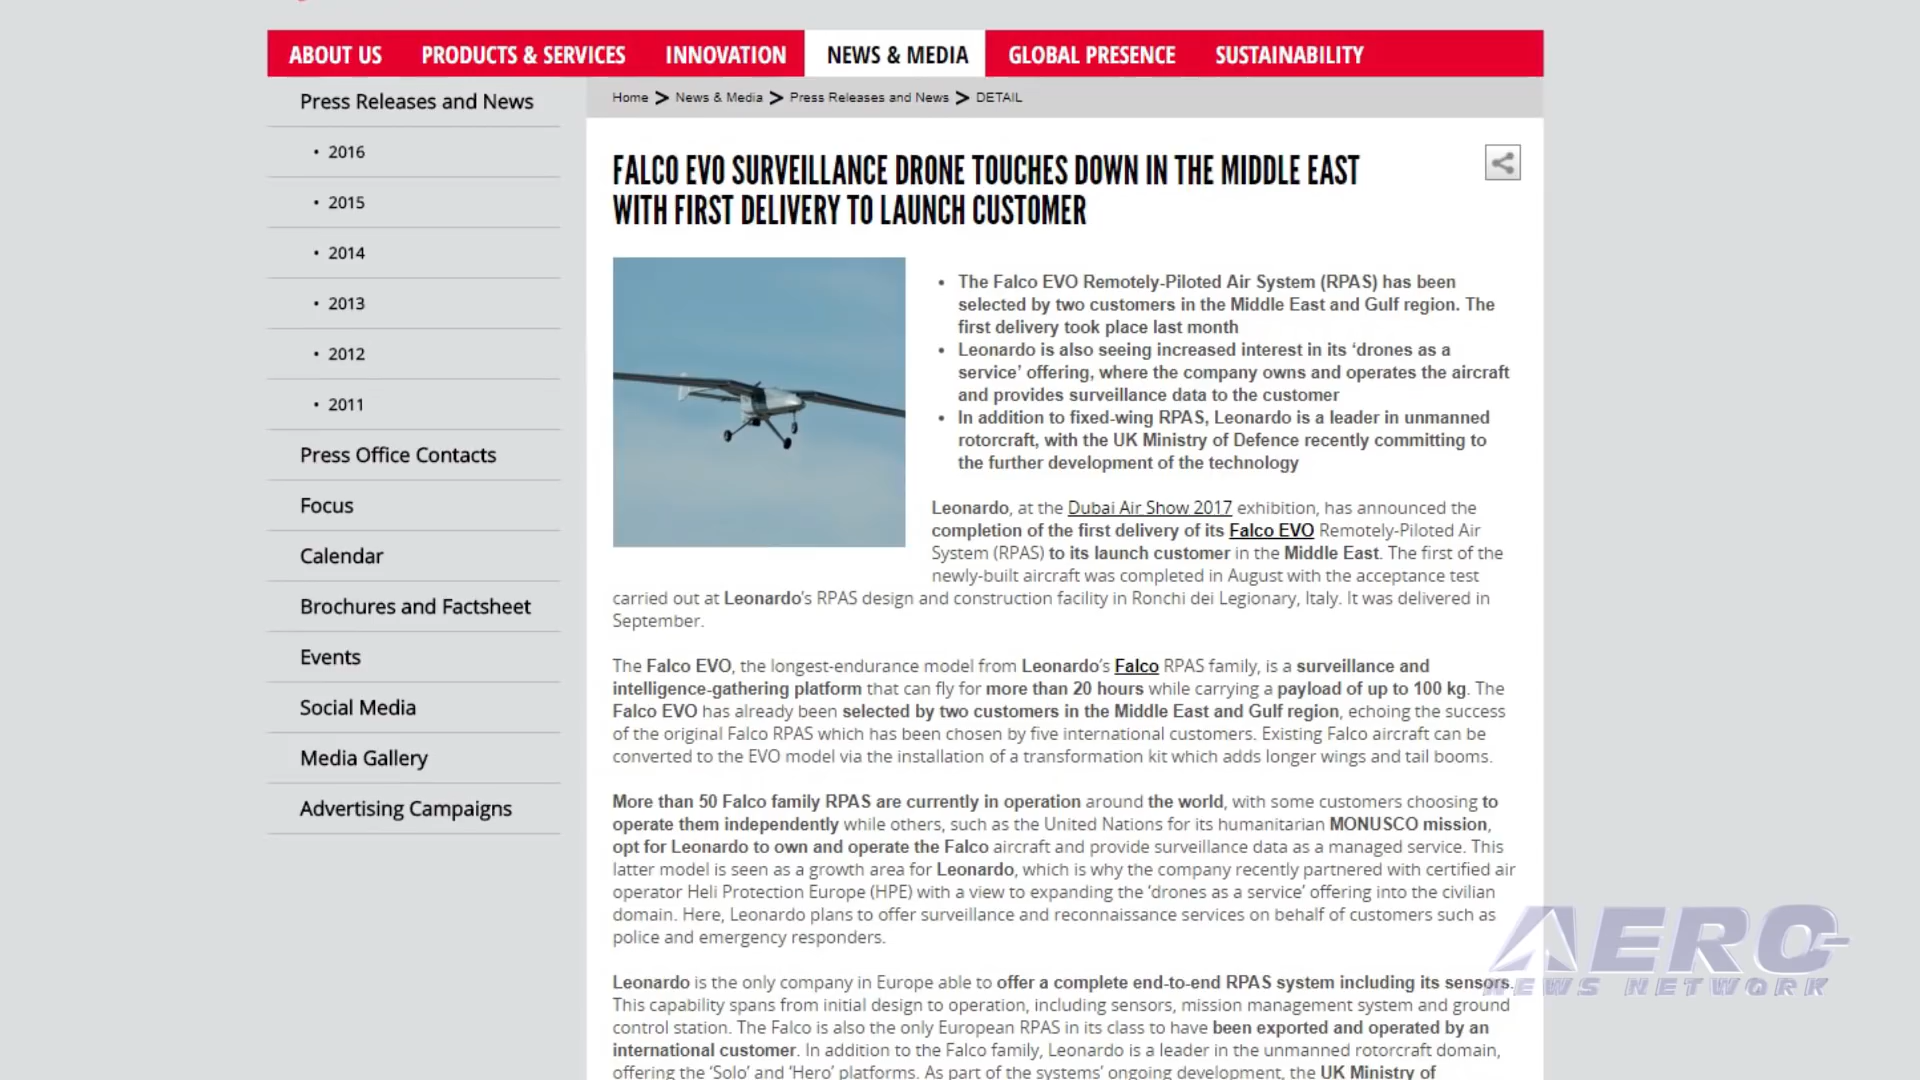 ABOUT US PRODUCTS & SERVICES INNOVATION NEWS & MEDIA GLOBAL PRESENCE SUSTAINABILITY
Press Releases and News
• 2016
• 2015
• 2014
• 2013
• 2012
• 2011
Press Office Contacts
Focus
Calendar
Brochures and Factsheet
Events
Social Media
Media Gallery
Advertising Campaigns
Home > News & Media > Press Releases and News > DETAIL
FALCO EVO SURVEILLANCE DRONE TOUCHES DOWN IN THE MIDDLE EAST
WITH FIRST DELIVERY TO LAUNCH CUSTOMER
• The Falco EVO Remotely-Piloted Air System (RPAS) has been
selected by two customers in the Middle East and Gulf region. The
first delivery took place last month
• Leonardo is also seeing increased interest in its ‘drones as a
service’ offering, where the company owns and operates the aircraft
and provides surveillance data to the customer
• In addition to fixed-wing RPAS, Leonardo is a leader in unmanned
rotorcraft, with the UK Ministry of Defence recently committing to
the further development of the technology
Leonardo, at the Dubai Air Show 2017 exhibition, has announced the
completion of the first delivery of its Falco EVO Remotely-Piloted Air
System (RPAS) to its launch customer in the Middle East. The first of the
newly-built aircraft was completed in August with the acceptance test
carried out at Leonardo’s RPAS design and construction facility in Ronchi dei Legionary, Italy. It was delivered in
September.
The Falco EVO, the longest-endurance model from Leonardo’s Falco RPAS family, is a surveillance and
intelligence-gathering platform that can fly for more than 20 hours while carrying a payload of up to 100 kg. The
Falco EVO has already been selected by two customers in the Middle East and Gulf region, echoing the success
of the original Falco RPAS which has been chosen by five international customers. Existing Falco aircraft can be
converted to the EVO model via the installation of a transformation kit which adds longer wings and tail booms.
More than 50 Falco family RPAS are currently in operation around the world, with some customers choosing to
operate them independently while others, such as the United Nations for its humanitarian MONUSCO mission,
opt for Leonardo to own and operate the Falco aircraft and provide surveillance data as a managed service. This
latter model is seen as a growth area for Leonardo, which is why the company recently partnered with certified air
operator Heli Protection Europe (HPE) with a view to expanding the ‘drones as a service’ offering into the civilian
domain. Here, Leonardo plans to offer surveillance and reconnaissance services on behalf of customers such as
police and emergency responders.
Leonardo is the only company in Europe able to offer a complete end-to-end RPAS system including its sensors.
This capability spans from initial design to operation, including sensors, mission management system and ground
control station. The Falco is also the only European RPAS in its class to have been exported and operated by an
international customer. In addition to the Falco family, Leonardo is a leader in the unmanned rotorcraft domain,
offering the ‘Solo’ and ‘Hero’ platforms. As part of the systems’ ongoing development, the UK Ministry of
AERO-
NEWS NETWORK